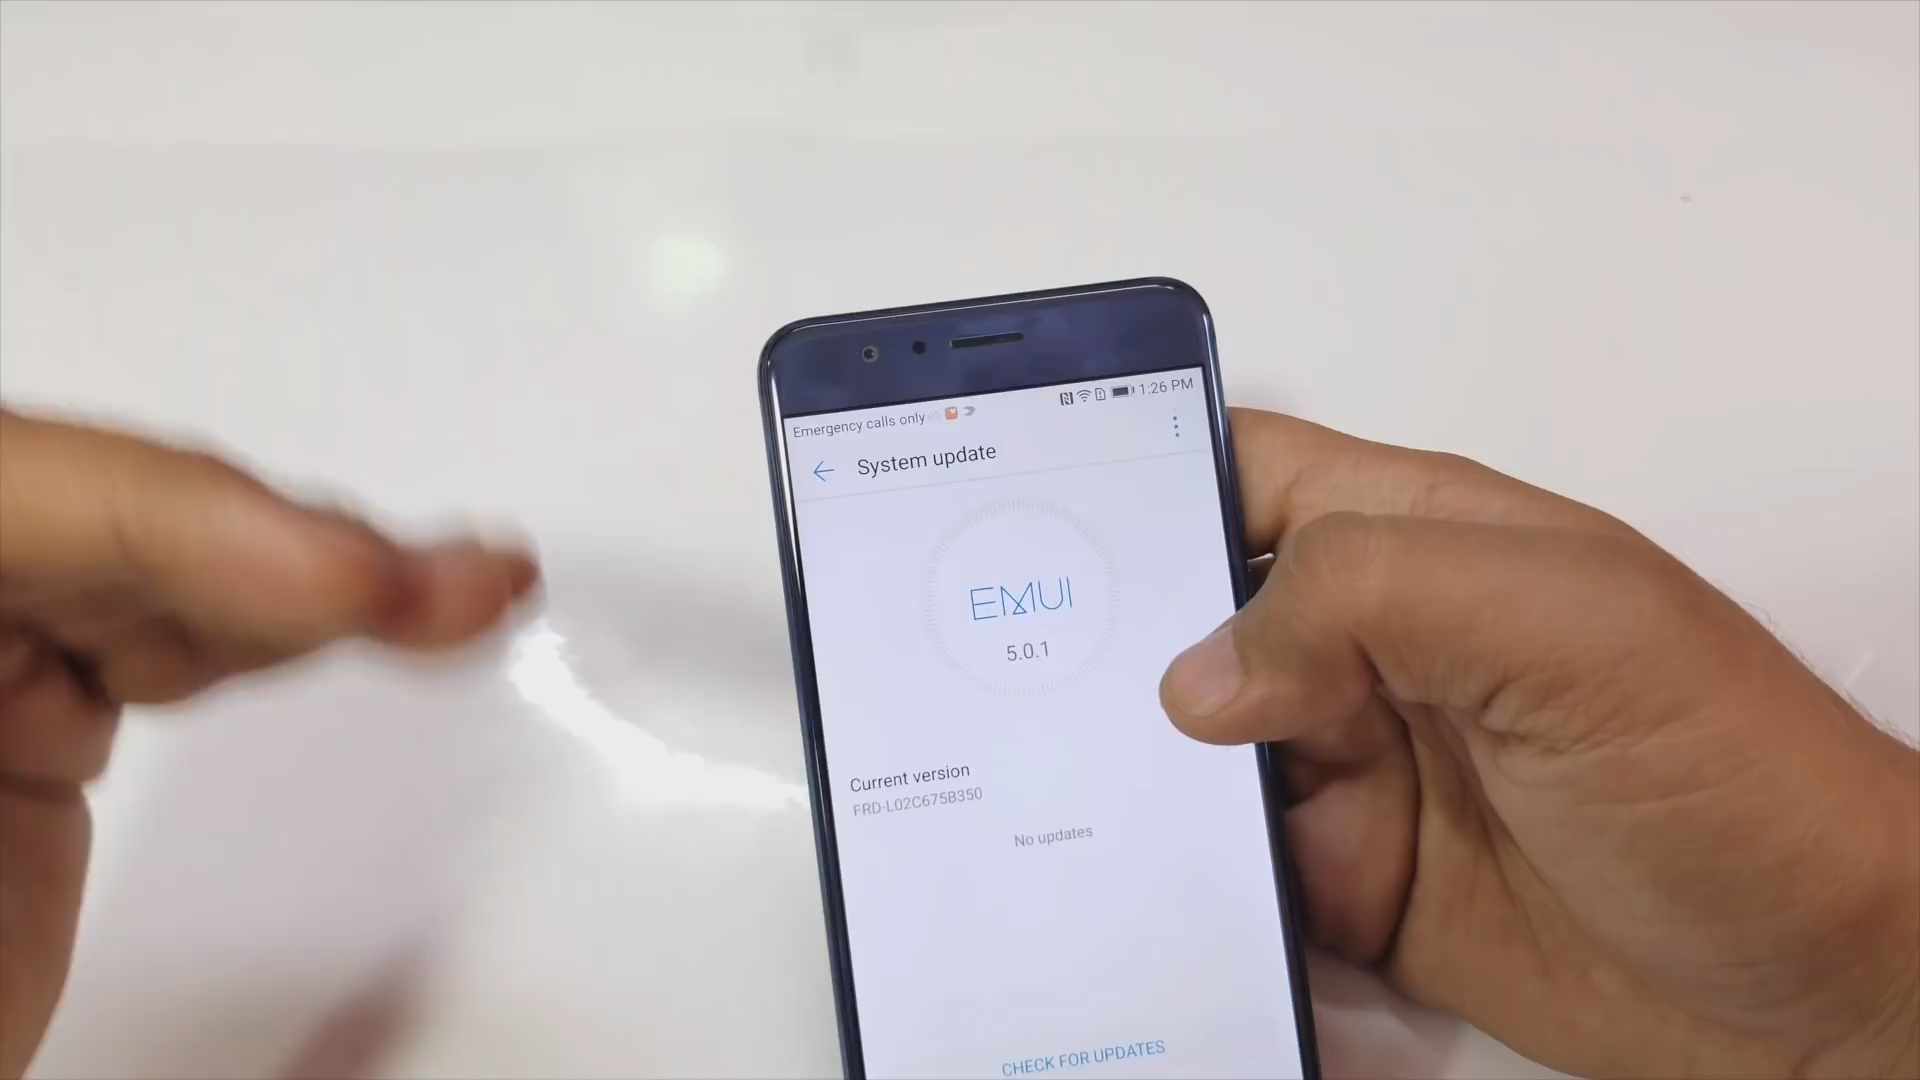 Emergency calls only
1:26 PM
System update
EMUI
5.0.1
Current version
FRD-L02C675B350
No updates
CHECK FOR UPDATES